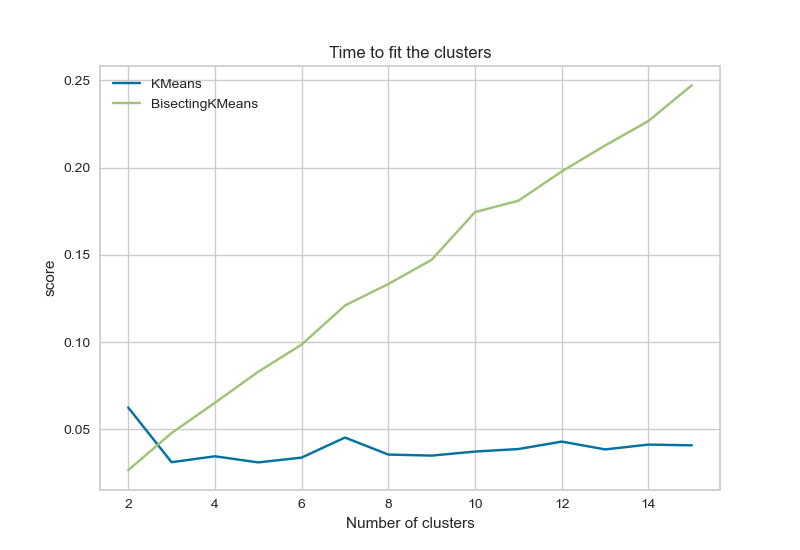 Time to fit the clusters
KMeans
BisectingKMeans
0.25
0.20
0.15
0.10
0.05
score
2 4 6 8 10 12 14
Number of clusters